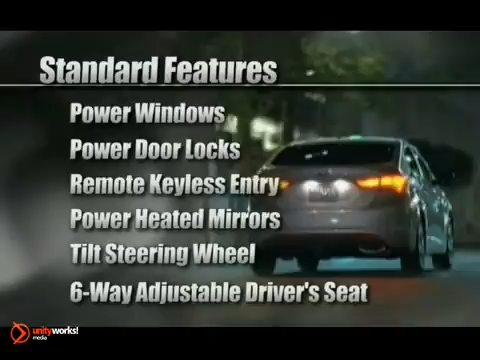 Standard Features
Power Windows
Power Door Locks
Remote Keyless Entry
Power Heated Mirrors
Tilt Steering Wheel
6-Way Adjustable Driver's Seat
unityworks!
media